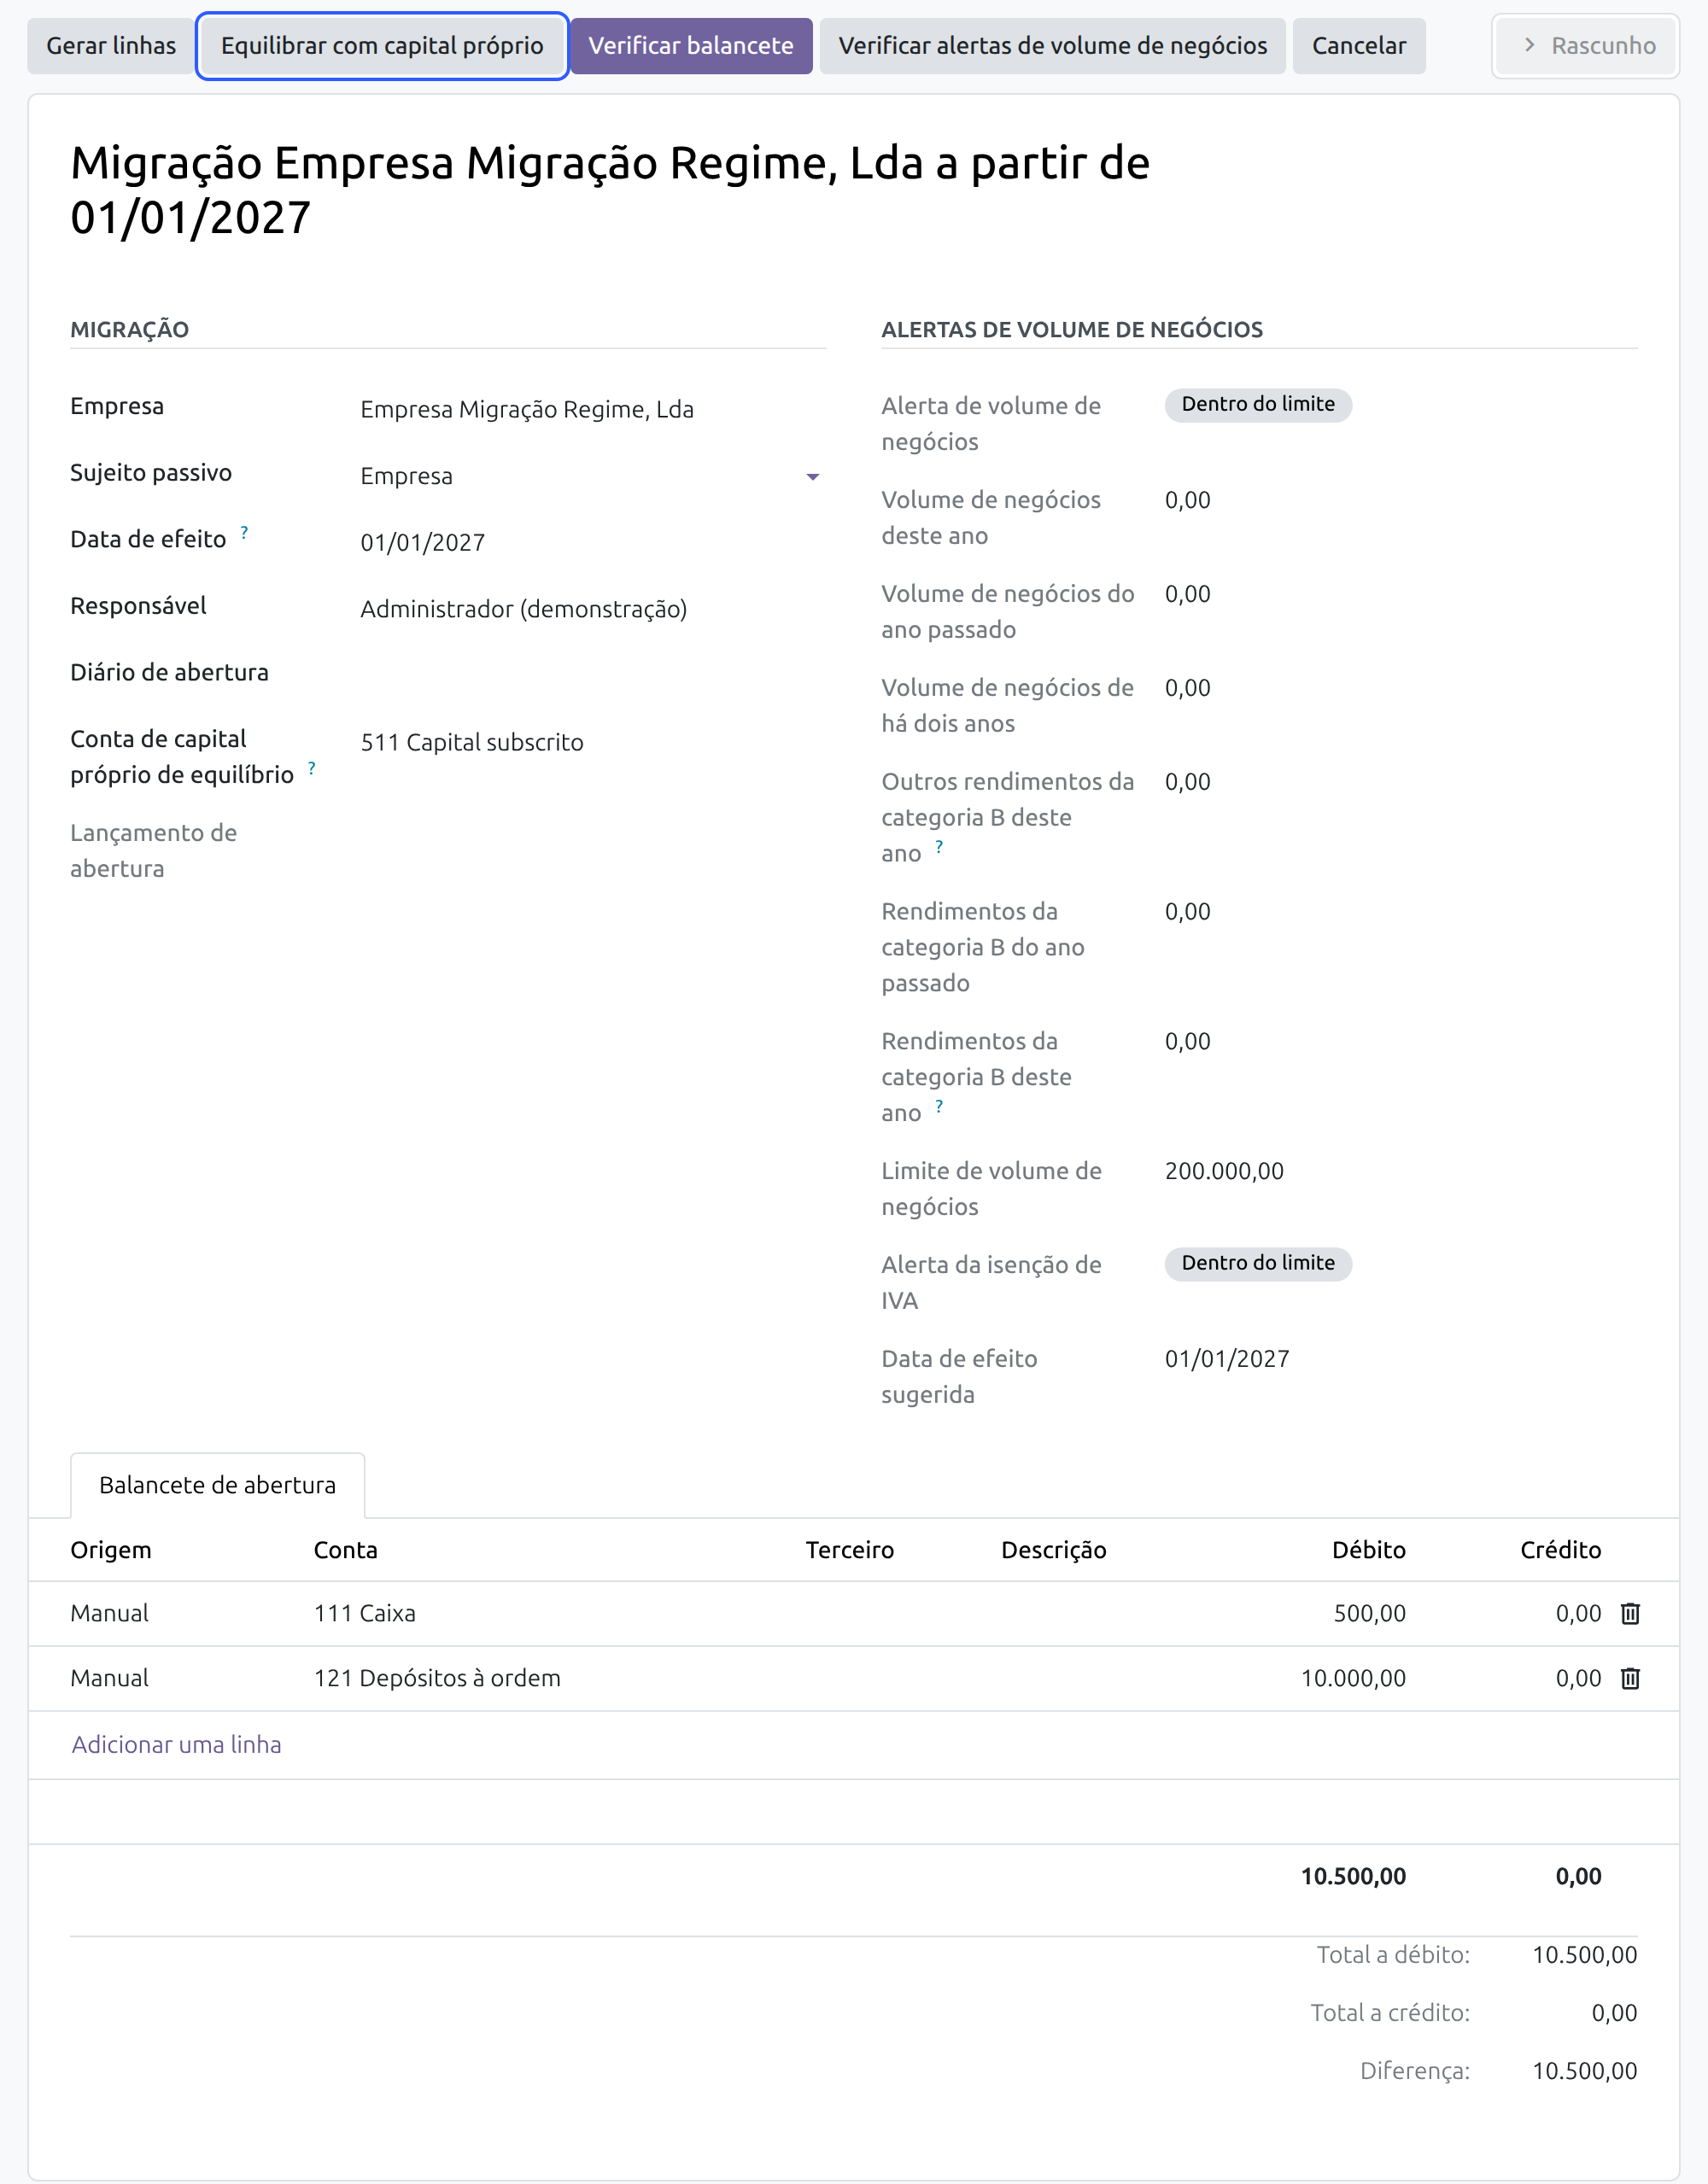 Gerar linhas
Equilibrar com capital próprio
Verificar balancete
Verificar alertas de volume de negócios
Cancelar
Rascunho
Migração Empresa Migração Regime, Lda a partir de
01/01/2027
MIGRAÇÃO
Empresa
Empresa Migração Regime, Lda
Sujeito passivo
Empresa
Data de efeito ?
01/01/2027
Responsável
Administrador (demonstração)
Diário de abertura
Conta de capital
próprio de equilíbrio ?
511 Capital subscrito
Lançamento de
abertura
ALERTAS DE VOLUME DE NEGÓCIOS
Alerta de volume de
negócios
Dentro do limite
Volume de negócios
deste ano
0,00
Volume de negócios do
ano passado
0,00
Volume de negócios de
há dois anos
0,00
Outros rendimentos da
categoria B deste
ano ?
0,00
Rendimentos da
categoria B do ano
passado
0,00
Rendimentos da
categoria B deste
ano ?
0,00
Limite de volume de
negócios
200.000,00
Alerta da isenção de
IVA
Dentro do limite
Data de efeito
sugerida
01/01/2027
Balancete de abertura
Origem Conta Terceiro Descrição Débito Crédito
Manual 111 Caixa 500,00 0,00
Manual 121 Depósitos à ordem 10.000,00 0,00
Adicionar uma linha
10.500,00 0,00
Total a débito: 10.500,00
Total a crédito: 0,00
Diferença: 10.500,00